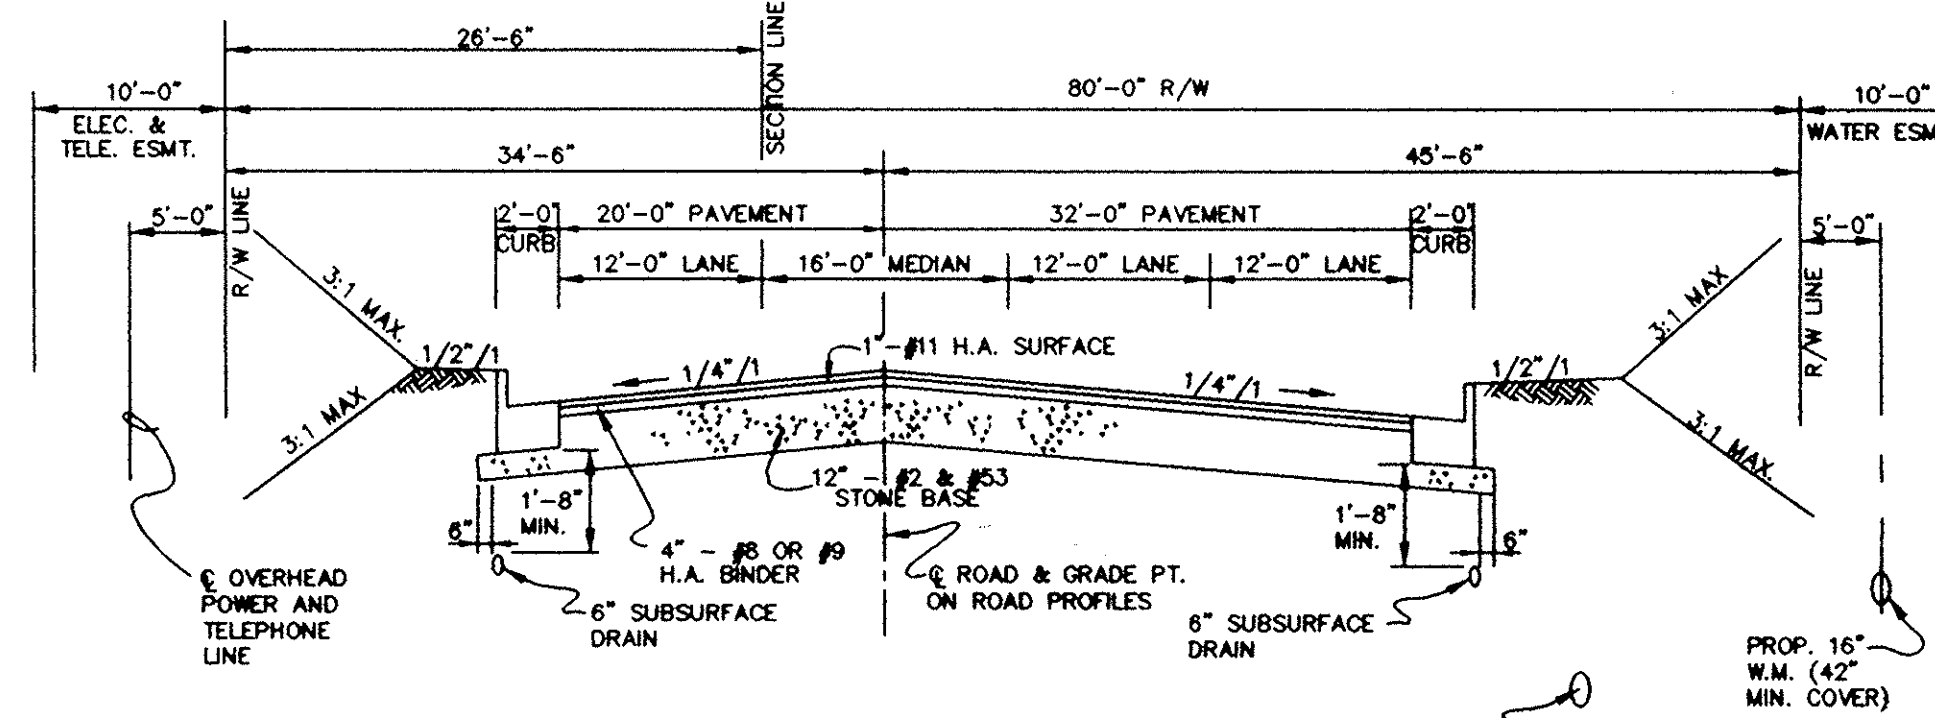 26'-6"
SECTION LINE
10'-0"
80'-0" R/W
10'-0"
ELEC. &
TELE. ESMT.
WATER ESM
34'-6"
45'-6"
5'-0"
R/W LINE
2'-0"
CURB
20'-0" PAVEMENT
32'-0" PAVEMENT
2'-0"
CURB
5'-0"
12'-0" LANE
16'-0" MEDIAN
12'-0" LANE
12'-0" LANE
R/W LINE
3:1 MAX.
3:1 MAX
1/2"/1
1/4"/1
1"-#11 H.A. SURFACE
1/4"/1
1/2"/1
3:1 MAX
3:1 MAX.
12" - #2 & #53
STONE BASE
1'-8"
MIN.
6"
1'-8"
MIN.
6"
4" - #8 OR #9
H.A. BINDER
℄ ROAD & GRADE PT.
ON ROAD PROFILES
℄ OVERHEAD
POWER AND
TELEPHONE
LINE
6" SUBSURFACE
DRAIN
6" SUBSURFACE
DRAIN
PROP. 16"
W.M. (42"
MIN. COVER)